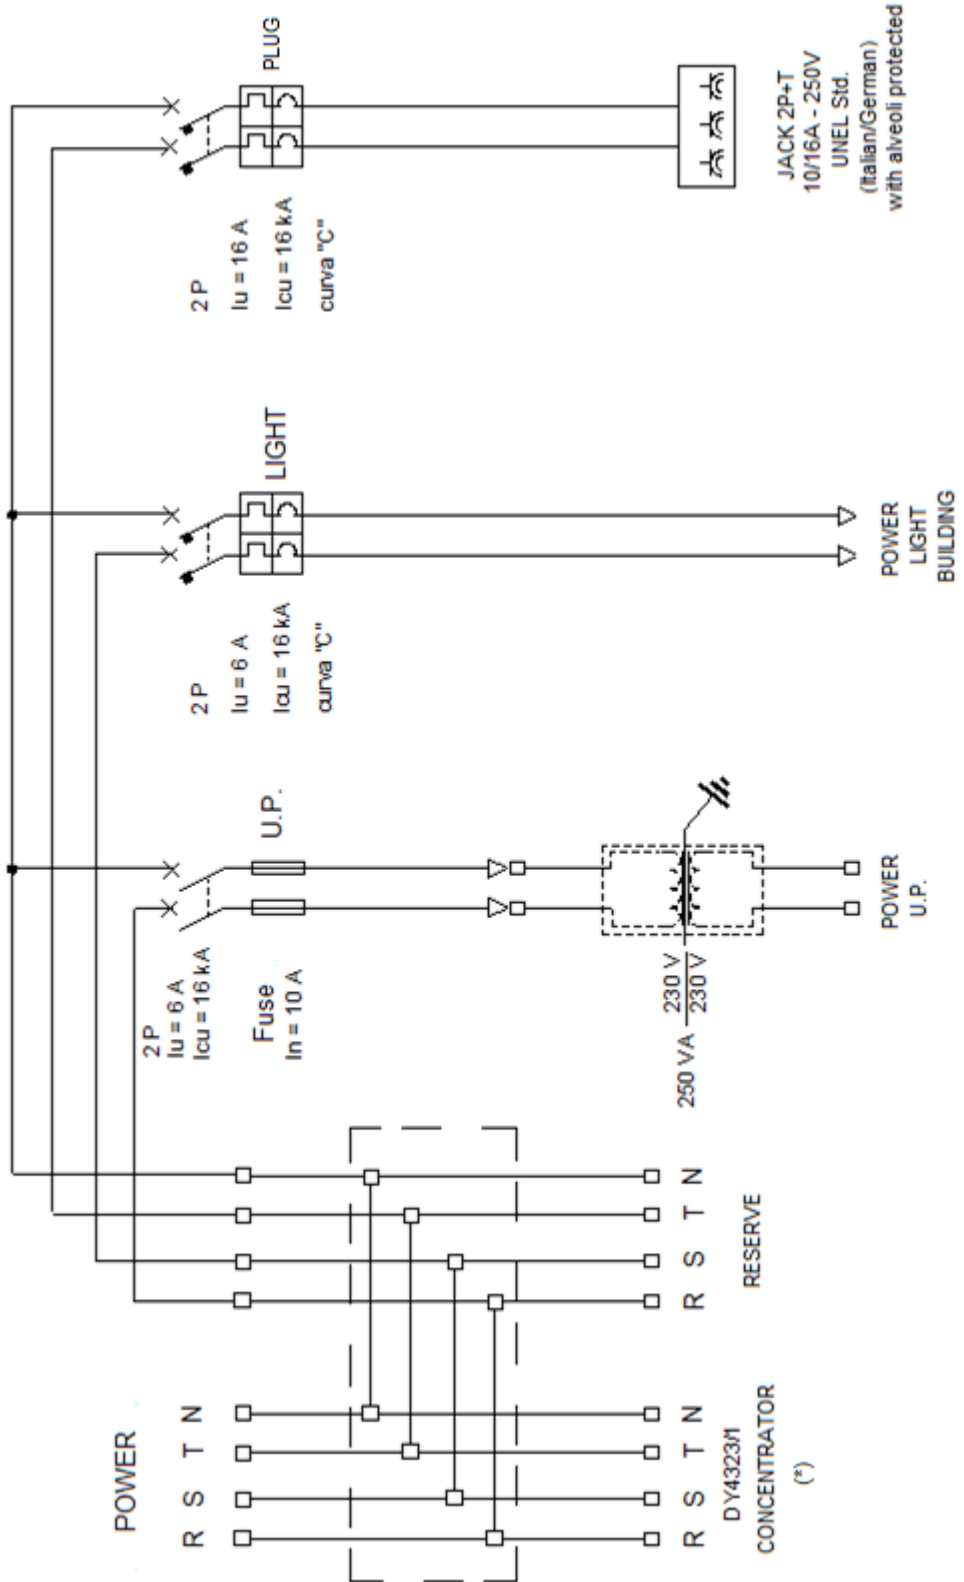 POWER
R S T N
R S T N
DY4323/1
CONCENTRATOR
(*)
R S T N
RESERVE
2 P
Iu = 6 A
Icu = 16 kA
Fuse
In = 10 A
U.P.
250 VA
230 V
230 V
POWER
U.P.
2 P
Iu = 6 A
Icu = 16 kA
curva "C"
LIGHT
POWER
LIGHT
BUILDING
2 P
Iu = 16 A
Icu = 16 kA
curva "C"
PLUG
JACK 2P+T
10/16A - 250V
UNEL Std.
(Italian/German)
with alveoli protected